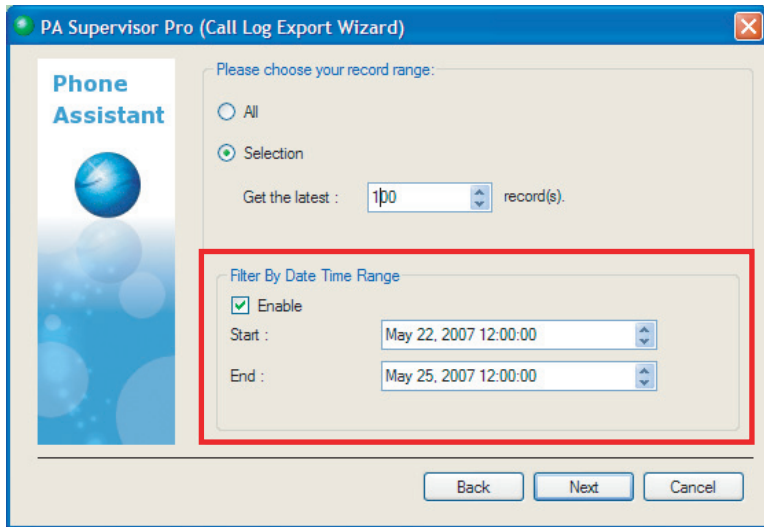 PA Supervisor Pro (Call Log Export Wizard)
Phone
Assistant
Please choose your record range:
All
Selection
Get the latest : 100 record(s).
Filter By Date Time Range
Enable
Start : May 22, 2007 12:00:00
End : May 25, 2007 12:00:00
Back Next Cancel